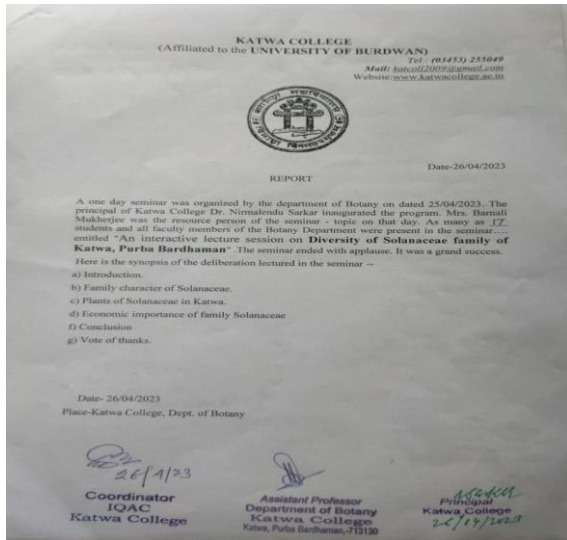 KATWA COLLEGE
(Affiliated to the UNIVERSITY OF BURDWAN)
Tel: (03453) 255049
Mail: katcoll2009@gmail.com
Website:www.katwacollege.ac.in
Date-26/04/2023
REPORT
A one day seminar was organized by the department of Botany on dated 25/04/2023. The
principal of Katwa College Dr. Nirmalendu Sarkar inaugurated the program. Mrs. Barnali
Mukherjee was the resource person of the seminar - topic on that day. As many as 17
students and all faculty members of the Botany Department were present in the seminar....
entitled "An interactive lecture session on Diversity of Solanaceae family of
Katwa, Purba Bardhaman" .The seminar ended with applause. It was a grand success.
Here is the synopsis of the deliberation lectured in the seminar --
a) Introduction.
b) Family character of Solanaceae.
c) Plants of Solanaceae in Katwa.
d) Economic importance of family Solanaceae
f) Conclusion
g) Vote of thanks.
Date- 26/04/2023
Place-Katwa College, Dept. of Botany
26/4/23
Coordinator
IQAC
Katwa College
Assistant Professor
Department of Botany
Katwa College
Katwa, Purba Bardhaman,-713130
Principal
Katwa College
26/04/2023